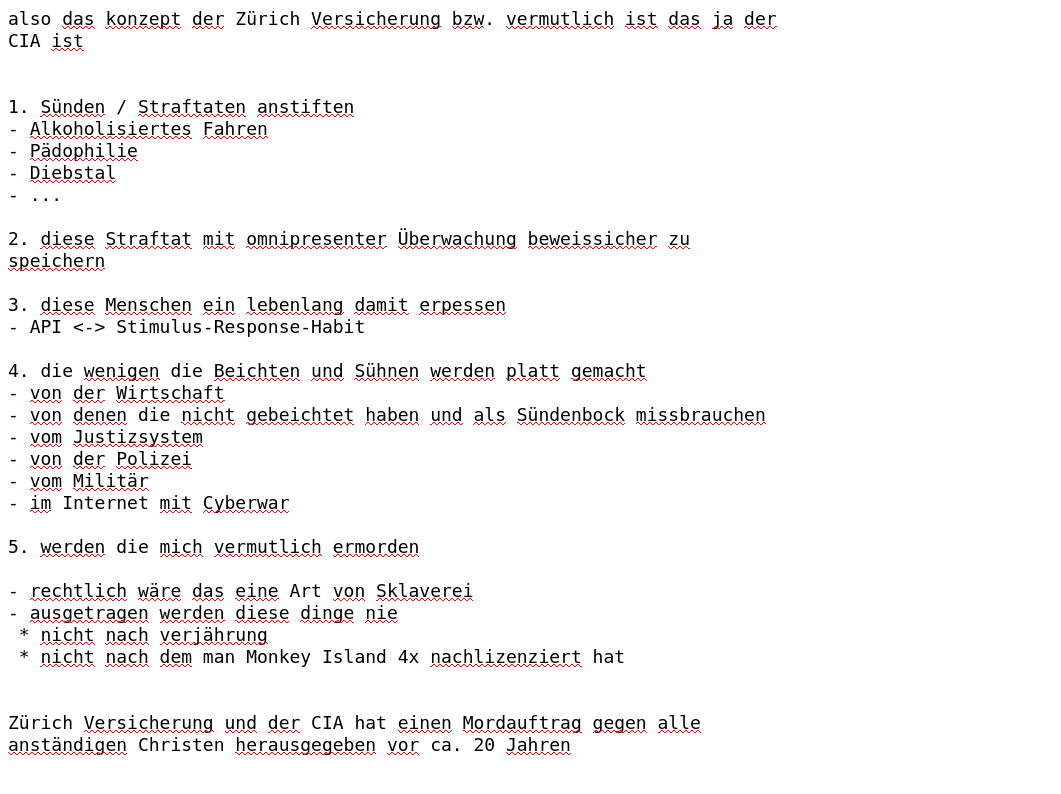 also das konzept der Zürich Versicherung bzw. vermutlich ist das ja der
CIA ist
1. Sünden / Straftaten anstiften
- Alkoholisiertes Fahren
- Pädophilie
- Diebstal
- ...
2. diese Straftat mit omnipresenter Überwachung beweissicher zu
speichern
3. diese Menschen ein lebenlang damit erpessen
- API <-> Stimulus-Response-Habit
4. die wenigen die Beichten und Sühnen werden platt gemacht
- von der Wirtschaft
- von denen die nicht gebeichtet haben und als Sündenbock missbrauchen
- vom Justizsystem
- von der Polizei
- vom Militär
- im Internet mit Cyberwar
5. werden die mich vermutlich ermorden
- rechtlich wäre das eine Art von Sklaverei
- ausgetragen werden diese dinge nie
* nicht nach verjährung
* nicht nach dem man Monkey Island 4x nachlizenziert hat
Zürich Versicherung und der CIA hat einen Mordauftrag gegen alle
anständigen Christen herausgegeben vor ca. 20 Jahren